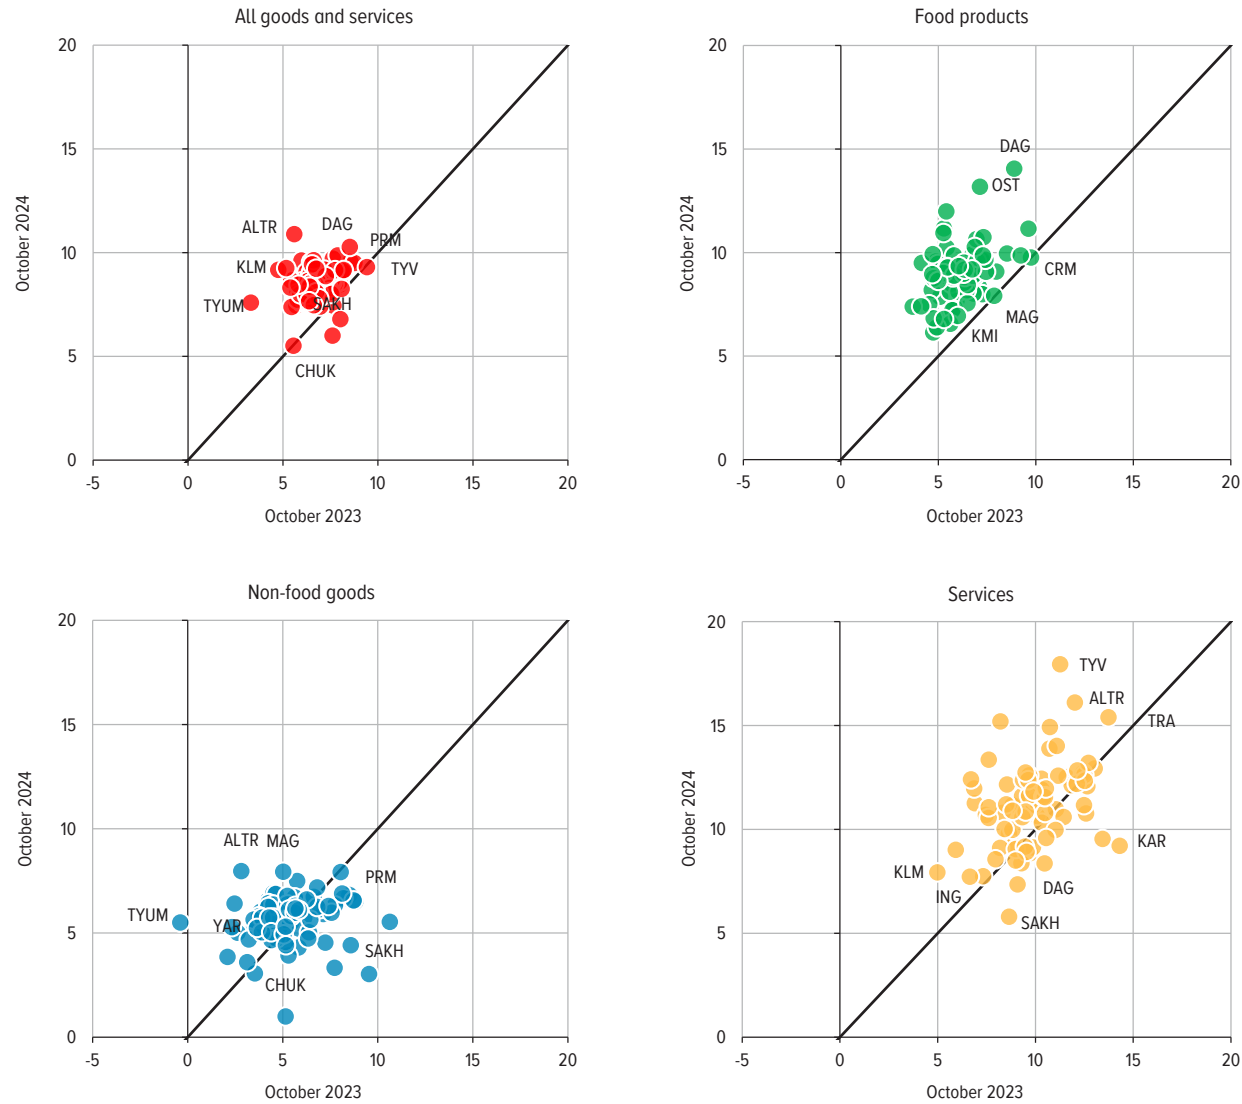 All goods and services
20
15
10
5
0
-5
0
5
10
15
20
October 2024
October 2023
ALTR
DAG
PRM
KLM
TYV
TYUM
SAKH
CHUK
Food products
20
15
10
5
0
-5
0
5
10
15
20
October 2024
October 2023
DAG
OST
CRM
MAG
KMI
Non-food goods
20
15
10
5
0
-5
0
5
10
15
20
October 2024
October 2023
ALTR
MAG
PRM
TYUM
YAR
SAKH
CHUK
Services
20
15
10
5
0
-5
0
5
10
15
20
October 2024
October 2023
TYV
ALTR
TRA
KAR
KLM
ING
DAG
SAKH